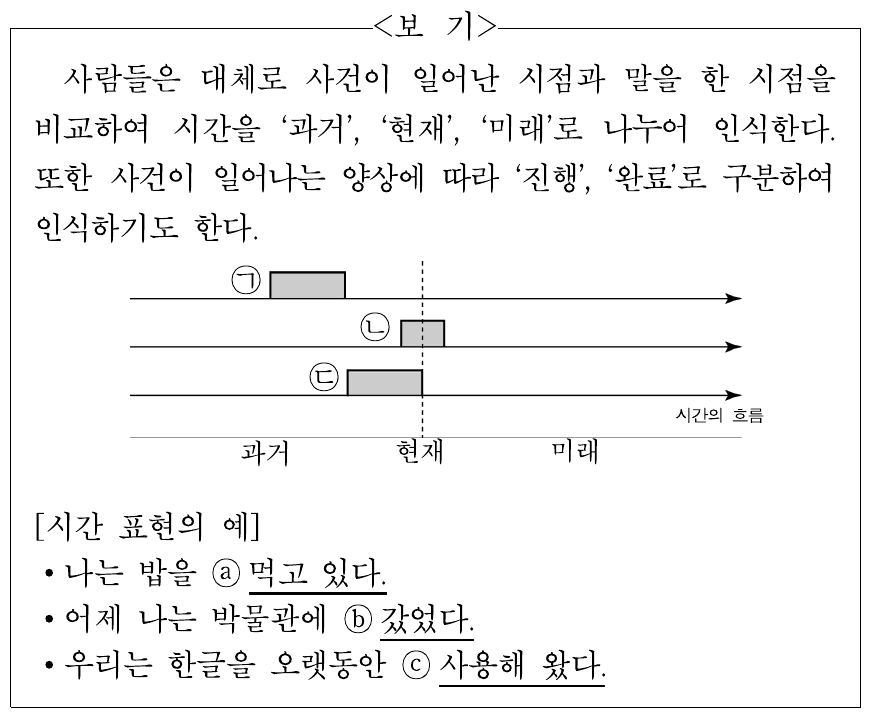 <보 기>
사람들은 대체로 사건이 일어난 시점과 말을 한 시점을
비교하여 시간을 ‘과거’, ‘현재’, ‘미래’로 나누어 인식한다.
또한 사건이 일어나는 양상에 따라 ‘진행’, ‘완료’로 구분하여
인식하기도 한다.
㉠
㉡
㉢
시간의 흐름
과거 현재 미래
[시간 표현의 예]
• 나는 밥을 ⓐ 먹고 있다.
• 어제 나는 박물관에 ⓑ 갔었다.
• 우리는 한글을 오랫동안 ⓒ 사용해 왔다.